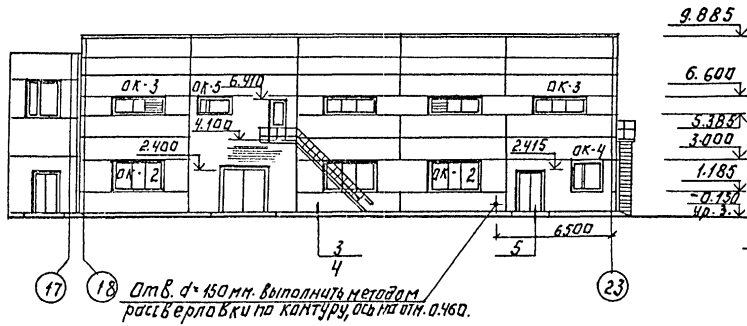 9.885
ОК-3
ОК-5
6.410
ОК-3
6.600
4.100
5.385
2.400
2.415
ОК-4
3.000
ОК- 2
ОК- 2
1.185
-0.150
ур. з.
3
4
5
6500
17
18
23
Отв. d=150мм. выполнить методом
рассверловки по контуру, ось на отм. 0.460.